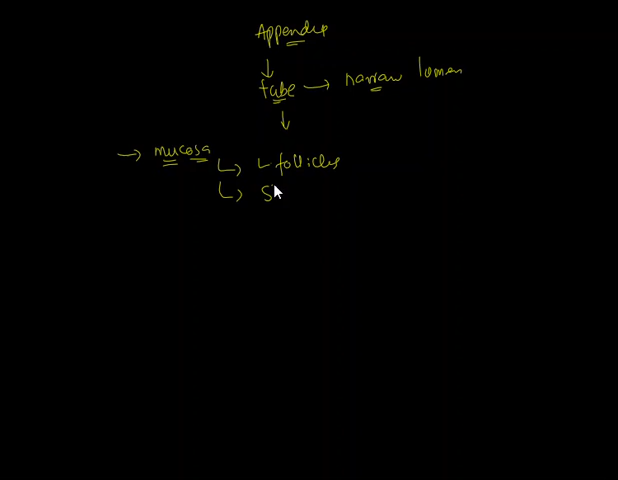 Appendix
↓
tube → narrow lumen
↓
→ mucosa
↳ L follicles
↳ S